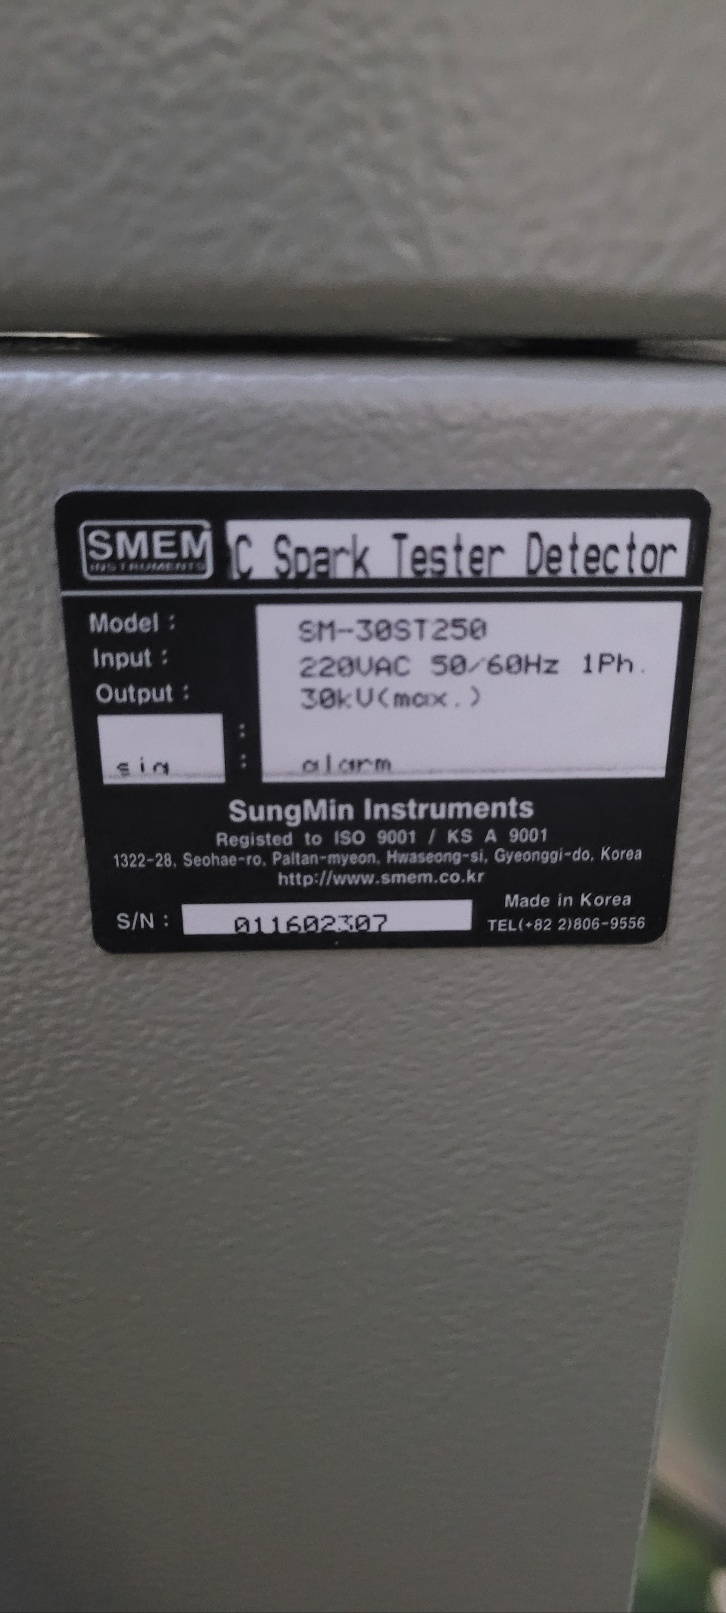 SMEM
INSTRUMENTS
C Spark Tester Detector
Model : SM-30ST250
Input : 220VAC 50/60Hz 1Ph.
Output : 30kV(max.)
:
sig : alarm
SungMin Instruments
Registed to ISO 9001 / KS A 9001
1322-28, Seohae-ro, Paltan-myeon, Hwaseong-si, Gyeonggi-do, Korea
http://www.smem.co.kr
Made in Korea
S/N : 011602307
TEL(+82 2)806-9556